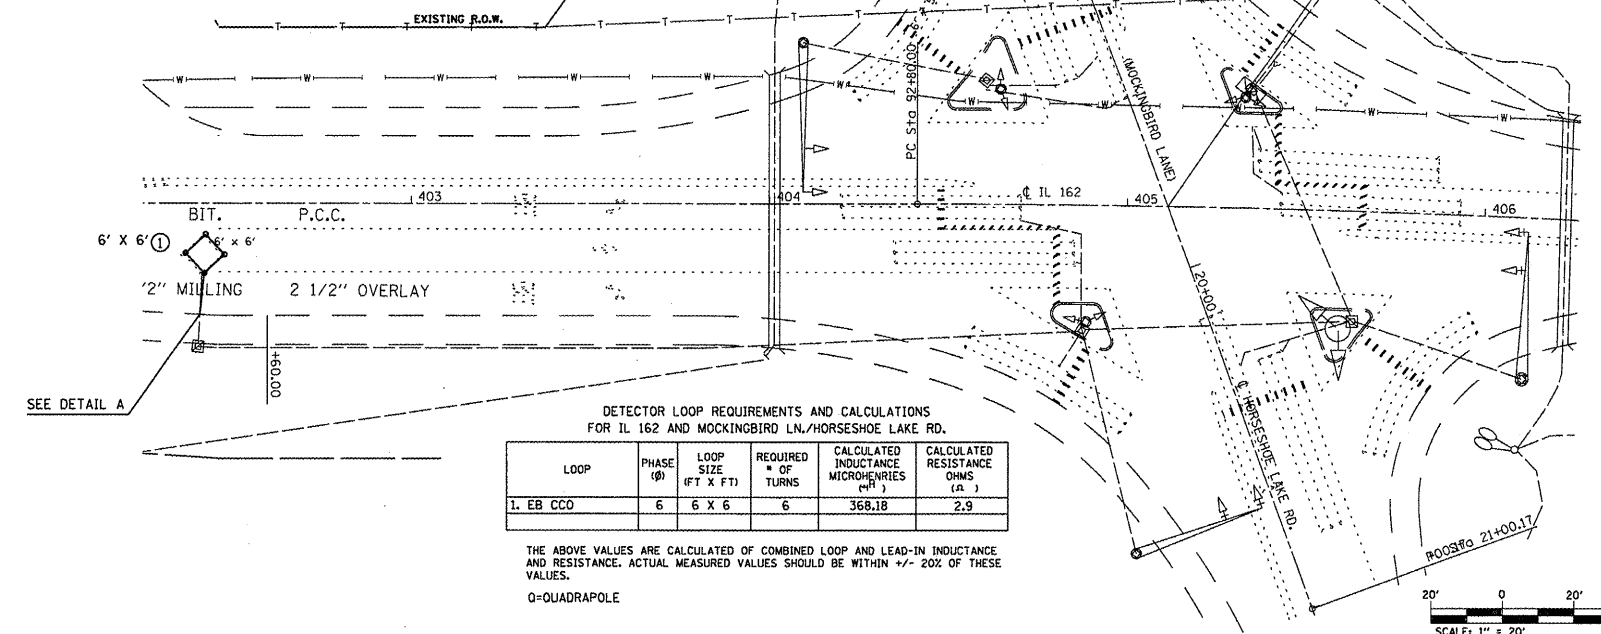 EXISTING R.O.W.
T T T T T T T T T T T
W W W W W W W W W W W
PC Sta 92+80.00
(MOCKINGBIRD LANE)
403
404
℄ IL 162
405
406
BIT. P.C.C.
6' X 6' 1
6' x 6'
2" MILLING 2 1/2" OVERLAY
20+00
+60.00
SEE DETAIL A
℄ HORSESHOE LAKE RD.
Sta 21+00.17
DETECTOR LOOP REQUIREMENTS AND CALCULATIONS
FOR IL 162 AND MOCKINGBIRD LN./HORSESHOE LAKE RD.
LOOP
PHASE
(Ø)
LOOP
SIZE
(FT X FT)
REQUIRED
# OF
TURNS
CALCULATED
INDUCTANCE
MICROHENRIES
CALCULATED
RESISTANCE
OHMS
(Ω )
1. EB CCO 6 6 X 6 6 368.18 2.9
THE ABOVE VALUES ARE CALCULATED OF COMBINED LOOP AND LEAD-IN INDUCTANCE
AND RESISTANCE. ACTUAL MEASURED VALUES SHOULD BE WITHIN +/- 20% OF THESE
VALUES.
Q=QUADRAPOLE
20' 0 20'
SCALE: 1" = 20'